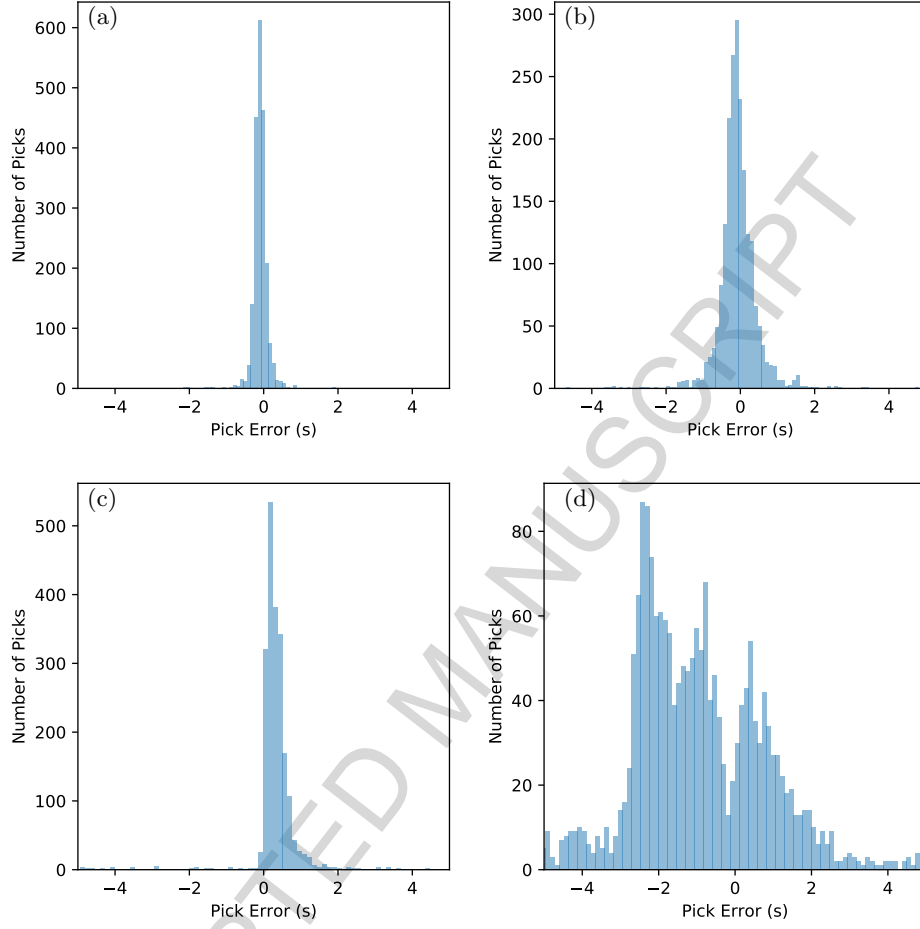 (a)
600
500
400
300
200
100
0
−4 −2 0 2 4
Number of Picks
Pick Error (s)
(b)
300
250
200
150
100
50
0
−4 −2 0 2 4
Number of Picks
Pick Error (s)
(c)
500
400
300
200
100
0
−4 −2 0 2 4
Number of Picks
Pick Error (s)
(d)
80
60
40
20
0
−4 −2 0 2 4
Number of Picks
Pick Error (s)
PTED MANUSCRIPT